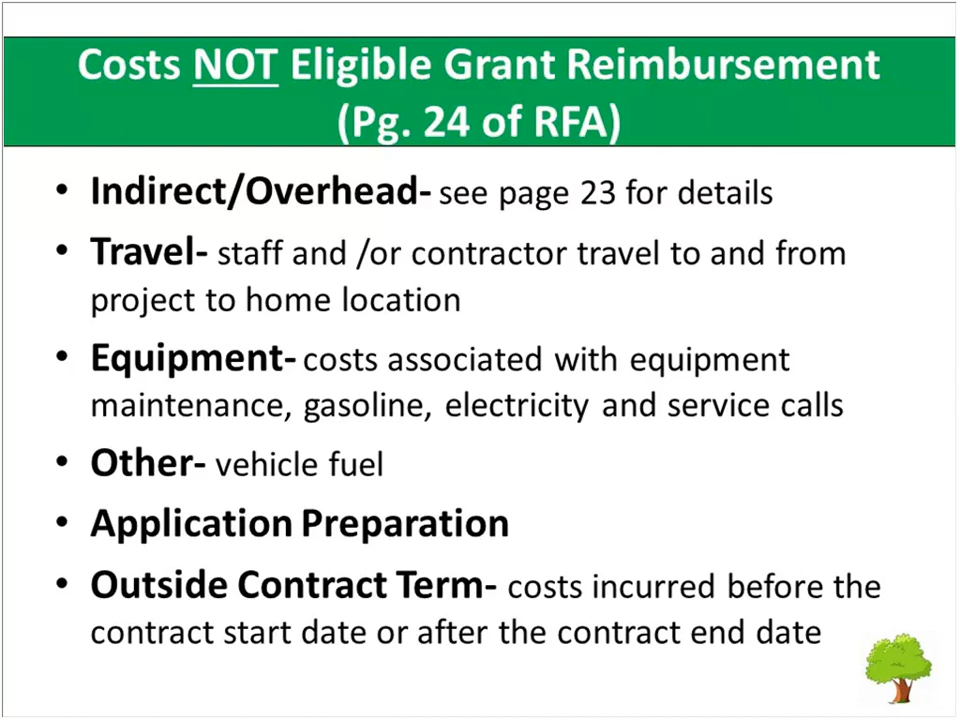 Costs NOT Eligible Grant Reimbursement
(Pg. 24 of RFA)
• Indirect/Overhead- see page 23 for details
• Travel- staff and /or contractor travel to and from
project to home location
• Equipment- costs associated with equipment
maintenance, gasoline, electricity and service calls
• Other- vehicle fuel
• Application Preparation
• Outside Contract Term- costs incurred before the
contract start date or after the contract end date